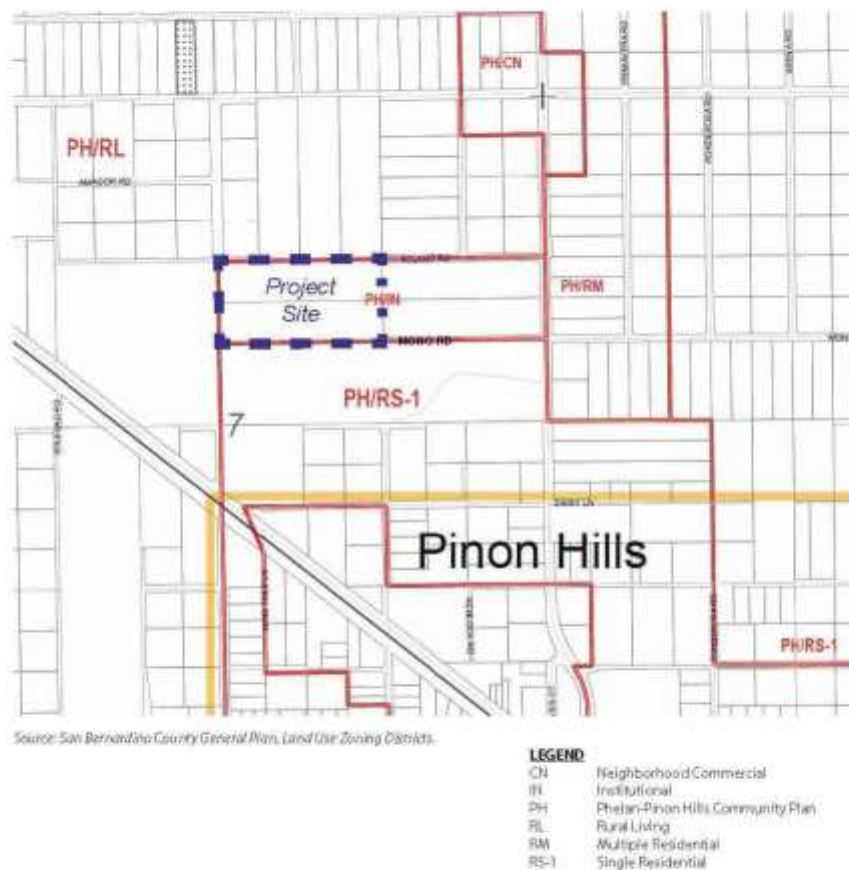 PH/CN
PH/RL
AMADOR RD
Project
Site
PH/IN
PH/RM
MONO RD
PH/RS-1
7
Pinon Hills
PH/RS-1
Source: San Bernardino County General Plan, Land Use Zoning Districts.
LEGEND
CN Neighborhood Commercial
IN Institutional
PH Phelan-Pinon Hills Community Plan
RL Rural Living
RM Multiple Residential
RS-1 Single Residential